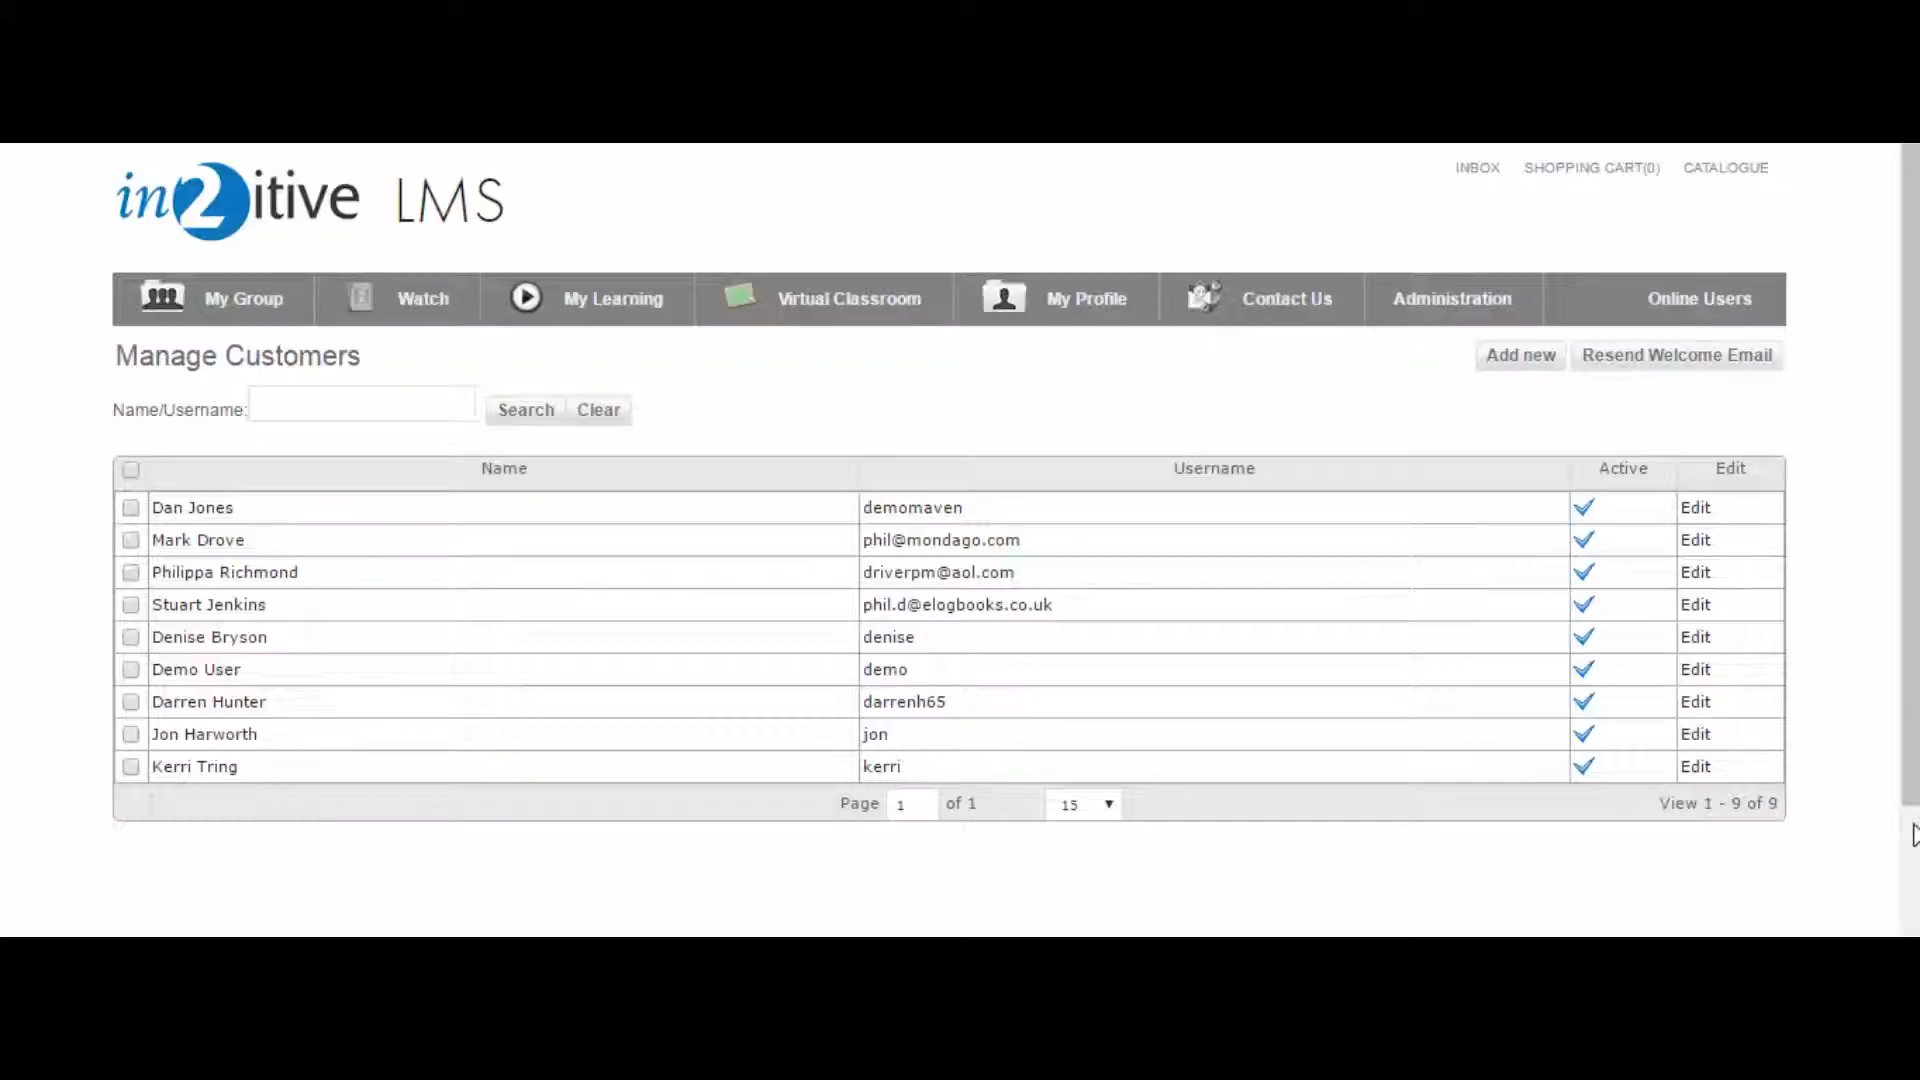 INBOX SHOPPING CART(0) CATALOGUE
in2itive LMS
My Group Watch My Learning Virtual Classroom My Profile Contact Us Administration Online Users
Manage Customers Add new Resend Welcome Email
Name/Username: Search Clear
Name Username Active Edit
Dan Jones demomaven Edit
Mark Drove phil@mondago.com Edit
Philippa Richmond driverpm@aol.com Edit
Stuart Jenkins phil.d@elogbooks.co.uk Edit
Denise Bryson denise Edit
Demo User demo Edit
Darren Hunter darrenh65 Edit
Jon Harworth jon Edit
Kerri Tring kerri Edit
Page 1 of 1 15 View 1 - 9 of 9